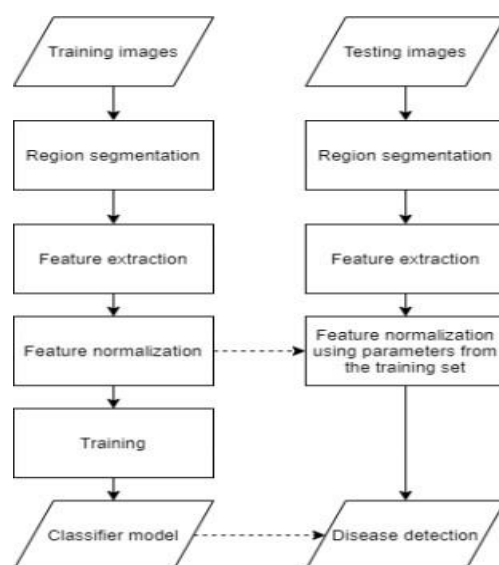 Training images
Region segmentation
Feature extraction
Feature normalization
Training
Classifier model
Testing images
Region segmentation
Feature extraction
Feature normalization
using parameters from
the training set
Disease detection